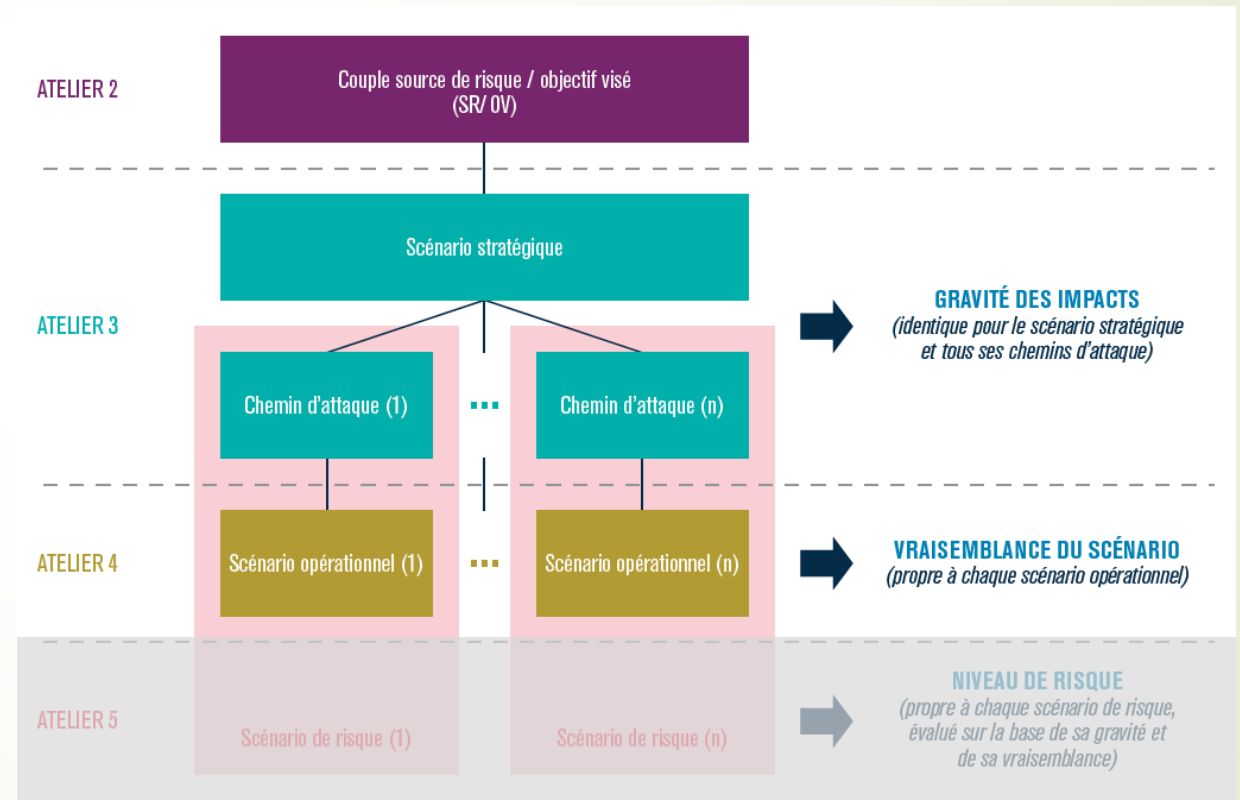 ATELIER 2
Couple source de risque / objectif visé
(SR/ OV)
ATELIER 3
Scénario stratégique
GRAVITÉ DES IMPACTS
(identique pour le scénario stratégique
et tous ses chemins d'attaque)
Chemin d'attaque (1)
Chemin d'attaque (n)
ATELIER 4
Scénario opérationnel (1)
Scénario opérationnel (n)
VRAISEMBLANCE DU SCÉNARIO
(propre à chaque scénario opérationnel)
ATELIER 5
Scénario de risque (1)
Scénario de risque (n)
NIVEAU DE RISQUE
(propre à chaque scénario de risque,
évalué sur la base de sa gravité et
de sa vraisemblance)